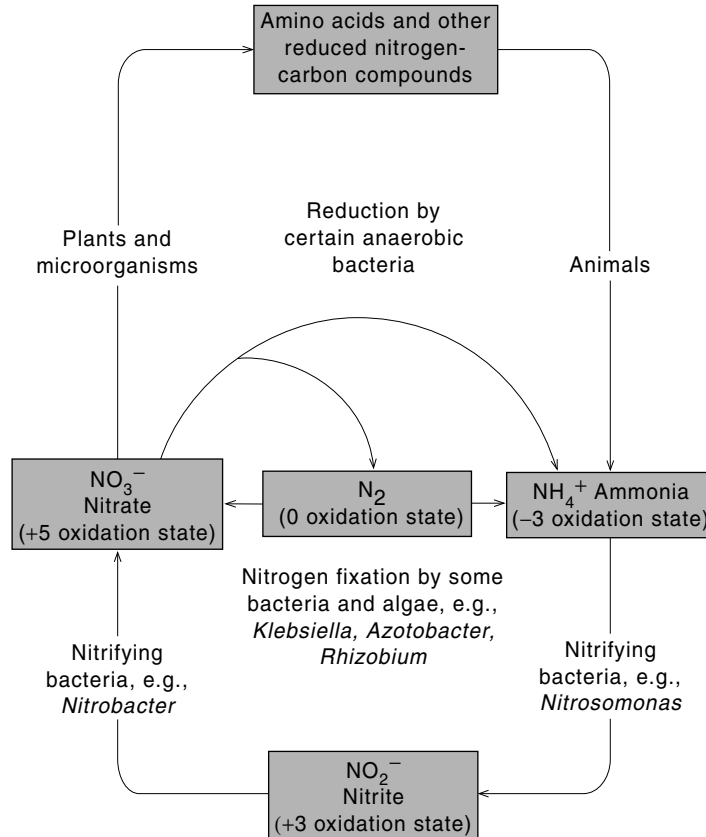 Amino acids and other
reduced nitrogen-
carbon compounds
Plants and
microorganisms
Reduction by
certain anaerobic
bacteria
Animals
NO₃⁻
Nitrate
(+5 oxidation state)
N₂
(0 oxidation state)
NH₄⁺ Ammonia
(−3 oxidation state)
Nitrogen fixation by some
bacteria and algae, e.g.,
Klebsiella, Azotobacter,
Rhizobium
Nitrifying
bacteria, e.g.,
Nitrobacter
Nitrifying
bacteria, e.g.,
Nitrosomonas
NO₂⁻
Nitrite
(+3 oxidation state)